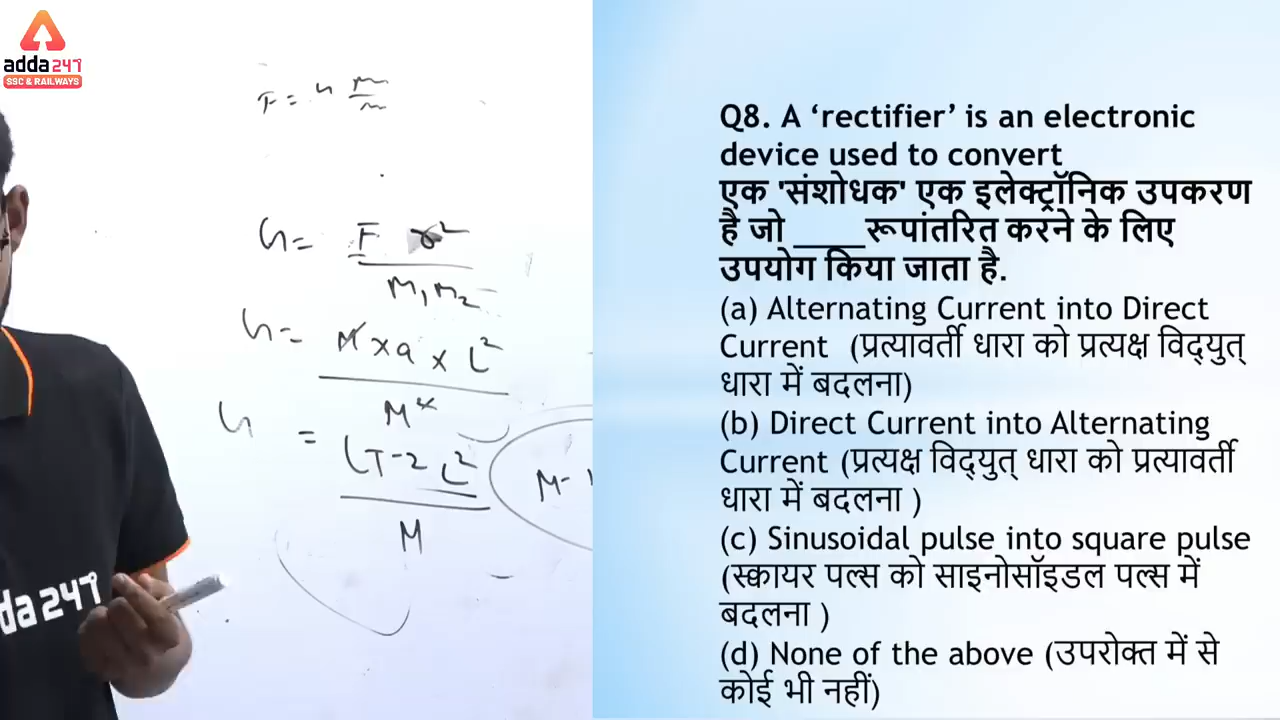 adda247
SSC & RAILWAYS
F = G
G = F r²
M₁M₂
G = M × a × L²
M
G = LT-2 L²
M
M-
da 247
Q8. A ‘rectifier’ is an electronic
device used to convert
एक 'संशोधक' एक इलेक्ट्रॉनिक उपकरण
है जो ____रूपांतरित करने के लिए
उपयोग किया जाता है.
(a) Alternating Current into Direct
Current (प्रत्यावर्ती धारा को प्रत्यक्ष विद्युत्
धारा में बदलना)
(b) Direct Current into Alternating
Current (प्रत्यक्ष विद्युत् धारा को प्रत्यावर्ती
धारा में बदलना )
(c) Sinusoidal pulse into square pulse
(स्क्वायर पल्स को साइनोसॉइडल पल्स में
बदलना )
(d) None of the above (उपरोक्त में से
कोई भी नहीं)